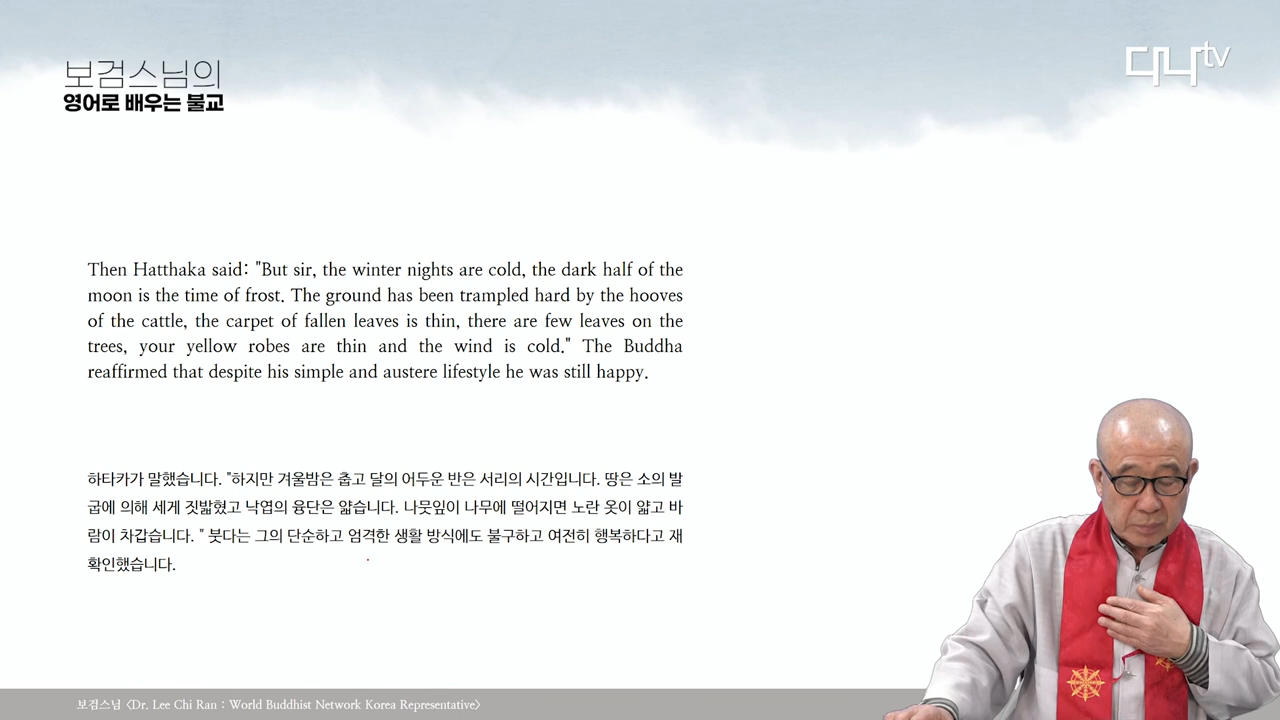 보검스님의
영어로 배우는 불교
다나tv
Then Hatthaka said: "But sir, the winter nights are cold, the dark half of the
moon is the time of frost. The ground has been trampled hard by the hooves
of the cattle, the carpet of fallen leaves is thin, there are few leaves on the
trees, your yellow robes are thin and the wind is cold." The Buddha
reaffirmed that despite his simple and austere lifestyle he was still happy.
하타카가 말했습니다. "하지만 겨울밤은 춥고 달의 어두운 반은 서리의 시간입니다. 땅은 소의 발
굽에 의해 세게 짓밟혔고 낙엽의 융단은 얇습니다. 나뭇잎이 나무에 떨어지면 노란 옷이 얇고 바
람이 차갑습니다. " 붓다는 그의 단순하고 엄격한 생활 방식에도 불구하고 여전히 행복하다고 재
확인했습니다.
보검스님 <Dr. Lee Chi Ran : World Buddhist Network Korea Representative>